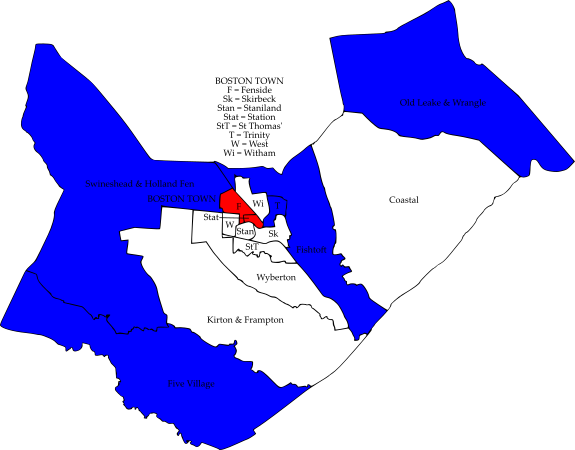 BOSTON TOWN
F = Fenside
Sk = Skirbeck
Stan = Staniland
Stat = Station
StT = St Thomas'
T = Trinity
W = West
Wi = Witham
Old Leake & Wrangle
Swineshead & Holland Fen
BOSTON TOWN
Coastal
F
Wi
T
Stat
W
Stan
Sk
StT
Fishtoft
Wyberton
Kirton & Frampton
Five Village